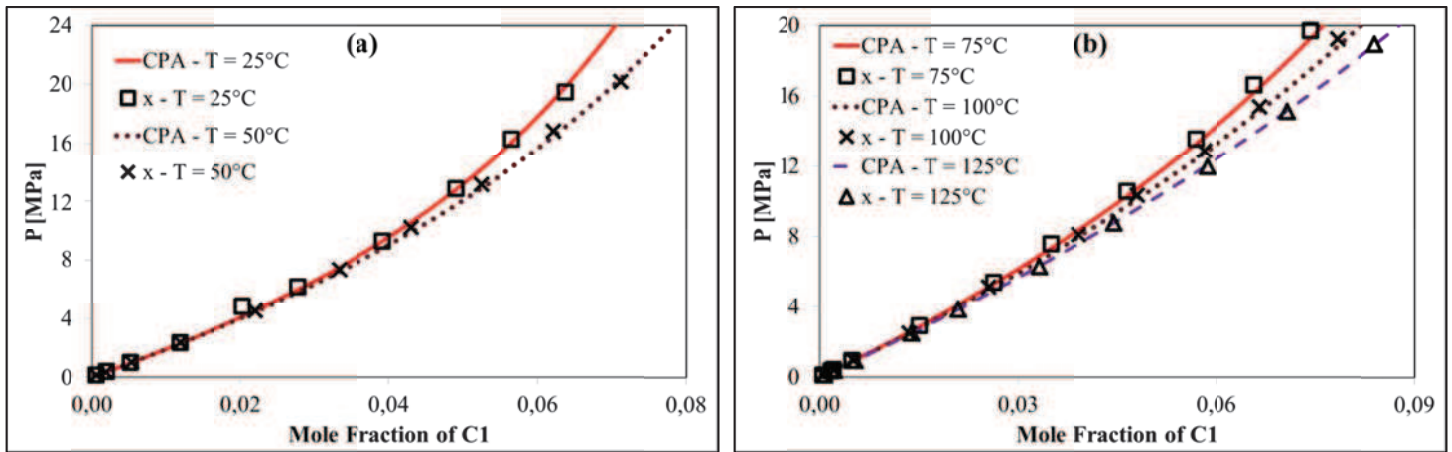 (a)
24
20
16
12
8
4
0
P [MPa]
CPA - T = 25°C
x - T = 25°C
CPA - T = 50°C
x - T = 50°C
0,00 0,02 0,04 0,06 0,08
Mole Fraction of C1
(b)
20
16
12
8
4
0
P [MPa]
CPA - T = 75°C
x - T = 75°C
CPA - T = 100°C
x - T = 100°C
CPA - T = 125°C
x - T = 125°C
0,00 0,03 0,06 0,09
Mole Fraction of C1